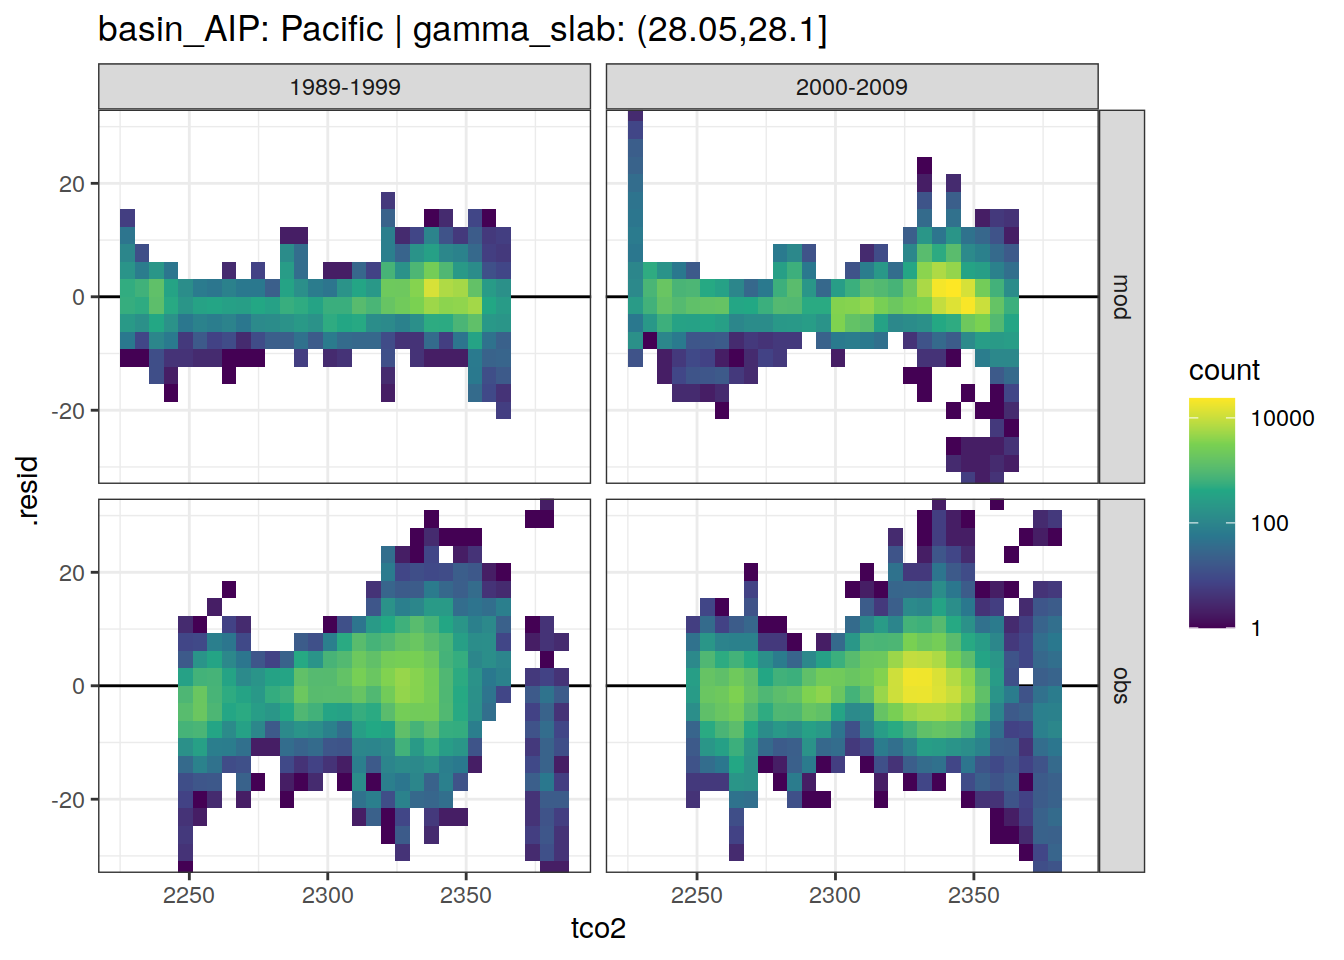 basin_AIP: Pacific | gamma_slab: (28.05,28.1]
1989-1999
2000-2009
20
0
-20
mod
20
0
-20
obs
.resid
2250
2300
2350
2250
2300
2350
tco2
count
10000
100
1